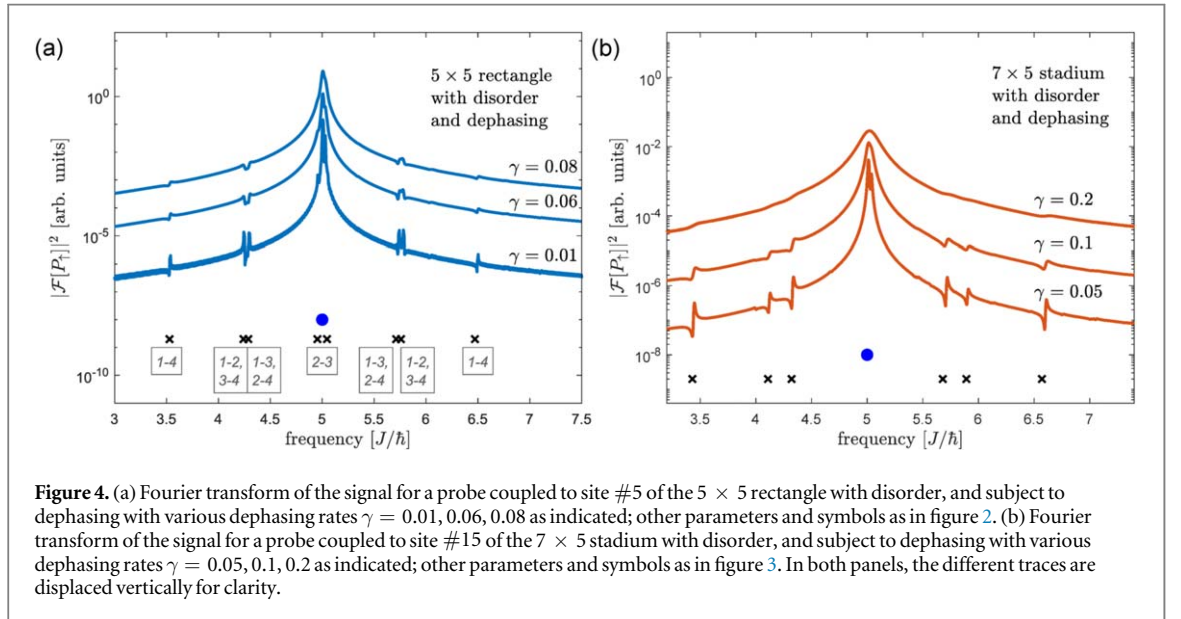 (a)
5 × 5 rectangle
with disorder
and dephasing
γ = 0.08
γ = 0.06
γ = 0.01
10^0
10^-5
10^-10
|ℱ[P↑]|² [arb. units]
1-4
1-2,
3-4
1-3,
2-4
2-3
1-3,
2-4
1-2,
3-4
1-4
3 3.5 4 4.5 5 5.5 6 6.5 7 7.5
frequency [J/ħ]
(b)
7 × 5 stadium
with disorder
and dephasing
γ = 0.2
γ = 0.1
γ = 0.05
10^0
10^-2
10^-4
10^-6
10^-8
|ℱ[P↑]|² [arb. units]
3.5 4 4.5 5 5.5 6 6.5 7
frequency [J/ħ]
Figure 4. (a) Fourier transform of the signal for a probe coupled to site #5 of the 5 × 5 rectangle with disorder, and subject to
dephasing with various dephasing rates γ = 0.01, 0.06, 0.08 as indicated; other parameters and symbols as in figure 2. (b) Fourier
transform of the signal for a probe coupled to site #15 of the 7 × 5 stadium with disorder, and subject to dephasing with various
dephasing rates γ = 0.05, 0.1, 0.2 as indicated; other parameters and symbols as in figure 3. In both panels, the different traces are
displaced vertically for clarity.